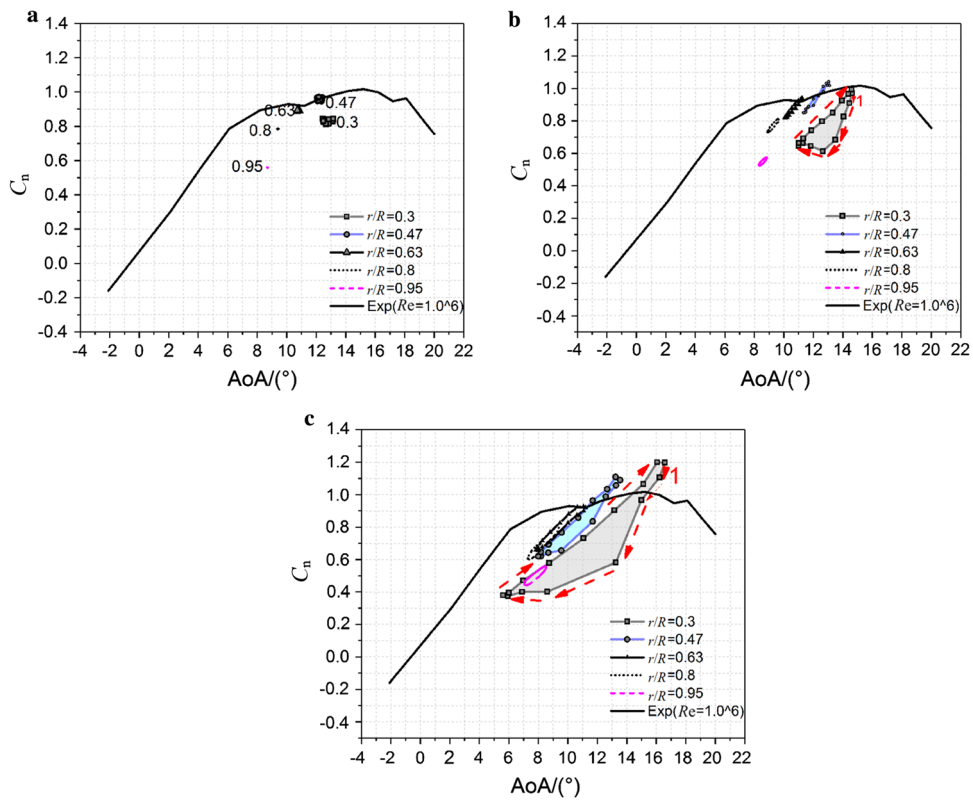 a
1.4
1.2
1.0
0.8
0.6
0.4
0.2
0.0
-0.2
-0.4
Cn
0.63
0.47
0.3
0.8
0.95
r/R=0.3
r/R=0.47
r/R=0.63
r/R=0.8
r/R=0.95
Exp(Re=1.0^6)
-4 -2 0 2 4 6 8 10 12 14 16 18 20 22
AoA/(°)
b
1.4
1.2
1.0
0.8
0.6
0.4
0.2
0.0
-0.2
-0.4
Cn
1
r/R=0.3
r/R=0.47
r/R=0.63
r/R=0.8
r/R=0.95
Exp(Re=1.0^6)
-4 -2 0 2 4 6 8 10 12 14 16 18 20 22
AoA/(°)
c
1.4
1.2
1.0
0.8
0.6
0.4
0.2
0.0
-0.2
-0.4
Cn
1
r/R=0.3
r/R=0.47
r/R=0.63
r/R=0.8
r/R=0.95
Exp(Re=1.0^6)
-4 -2 0 2 4 6 8 10 12 14 16 18 20 22
AoA/(°)